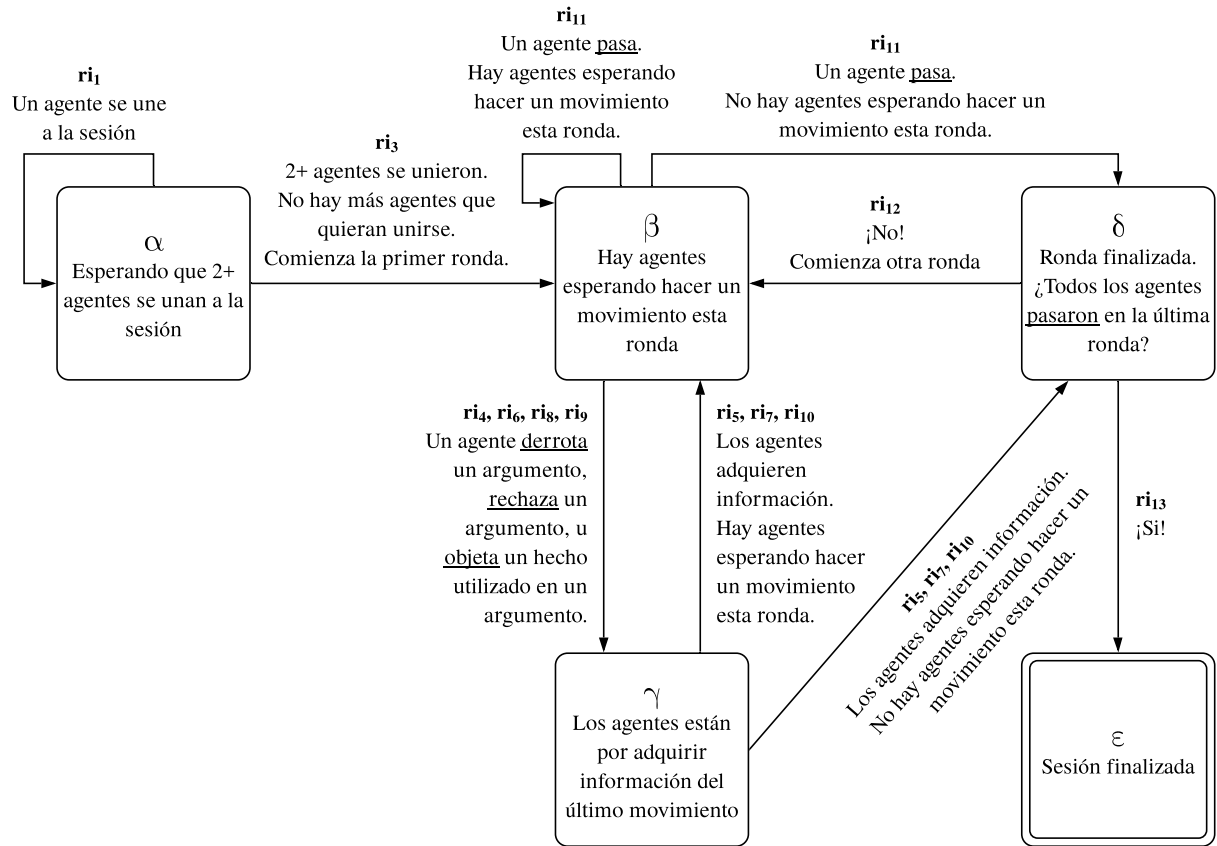 ri11
Un agente pasa.
Hay agentes esperando
hacer un movimiento
esta ronda.
ri11
Un agente pasa.
No hay agentes esperando hacer un
movimiento esta ronda.
ri1
Un agente se une
a la sesión
ri3
2+ agentes se unieron.
No hay más agentes que
quieran unirse.
Comienza la primer ronda.
α
Esperando que 2+
agentes se unan a la
sesión
β
Hay agentes
esperando hacer un
movimiento esta
ronda
ri12
¡No!
Comienza otra ronda
δ
Ronda finalizada.
¿Todos los agentes
pasaron en la última
ronda?
ri4, ri6, ri8, ri9
Un agente derrota
un argumento,
rechaza un
argumento, u
objeta un hecho
utilizado en un
argumento.
ri5, ri7, ri10
Los agentes
adquieren
información.
Hay agentes
esperando hacer
un movimiento
esta ronda.
ri5, ri7, ri10
Los agentes adquieren información.
No hay agentes esperando hacer un
movimiento esta ronda.
ri13
¡Si!
γ
Los agentes están
por adquirir
información del
último movimiento
ε
Sesión finalizada